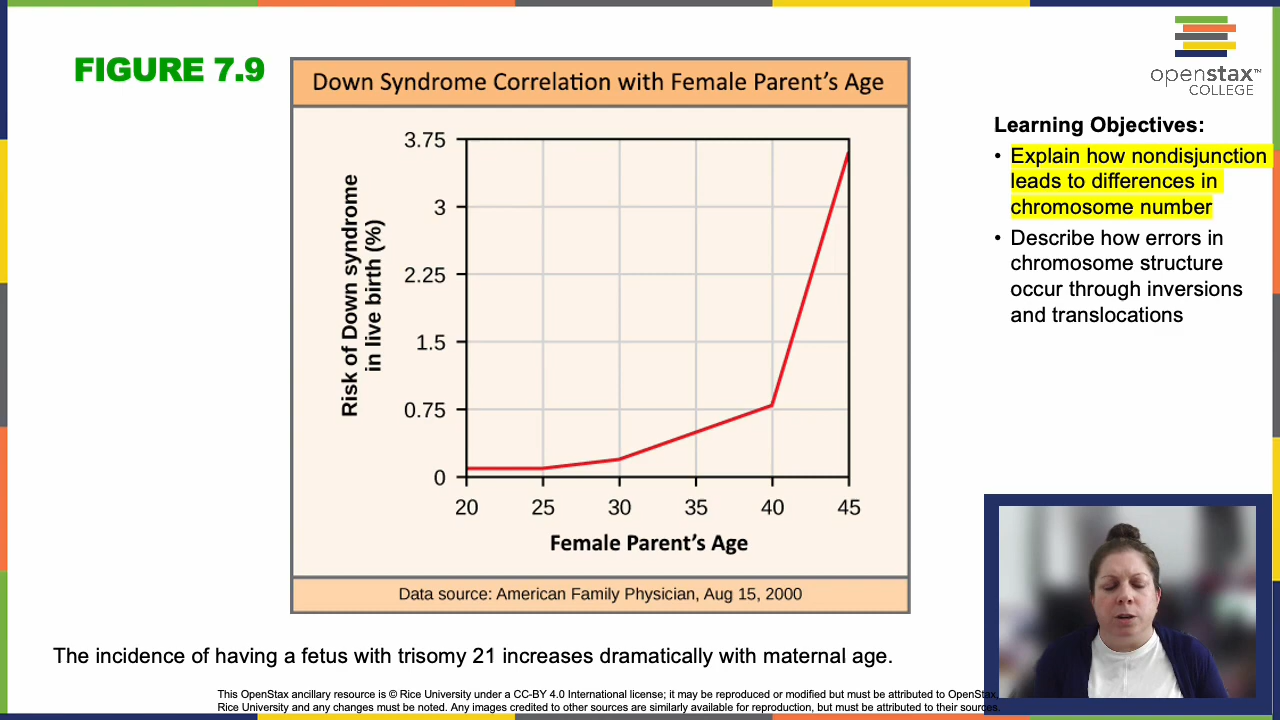 FIGURE 7.9
Down Syndrome Correlation with Female Parent's Age
3.75
3
2.25
1.5
0.75
0
Risk of Down syndrome
in live birth (%)
20 25 30 35 40 45
Female Parent's Age
Data source: American Family Physician, Aug 15, 2000
The incidence of having a fetus with trisomy 21 increases dramatically with maternal age.
openstax™
COLLEGE
Learning Objectives:
• Explain how nondisjunction
leads to differences in
chromosome number
• Describe how errors in
chromosome structure
occur through inversions
and translocations
This OpenStax ancillary resource is © Rice University under a CC-BY 4.0 International license; it may be reproduced or modified but must be attributed to OpenStax,
Rice University and any changes must be noted. Any images credited to other sources are similarly available for reproduction, but must be attributed to their sources.